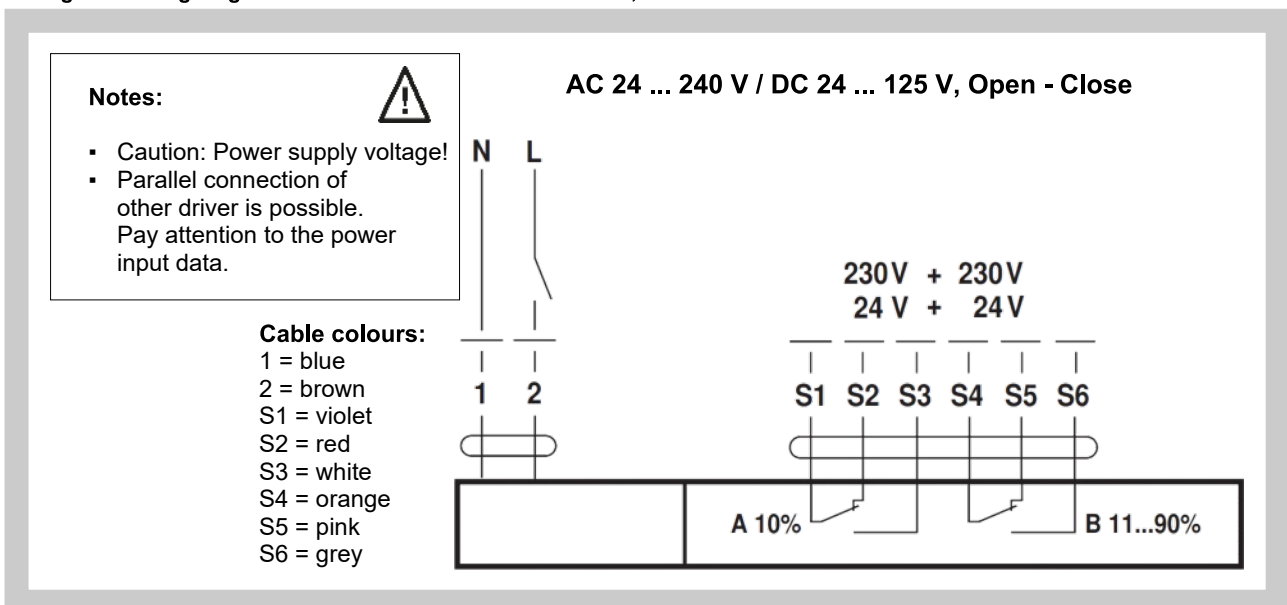 Notes:
▪ Caution: Power supply voltage!
▪ Parallel connection of
other driver is possible.
Pay attention to the power
input data.
AC 24 ... 240 V / DC 24 ... 125 V, Open - Close
N L
230 V + 230 V
24 V + 24 V
Cable colours:
1 = blue
2 = brown
S1 = violet
S2 = red
S3 = white
S4 = orange
S5 = pink
S6 = grey
1 2
S1 S2 S3 S4 S5 S6
A 10%
B 11...90%